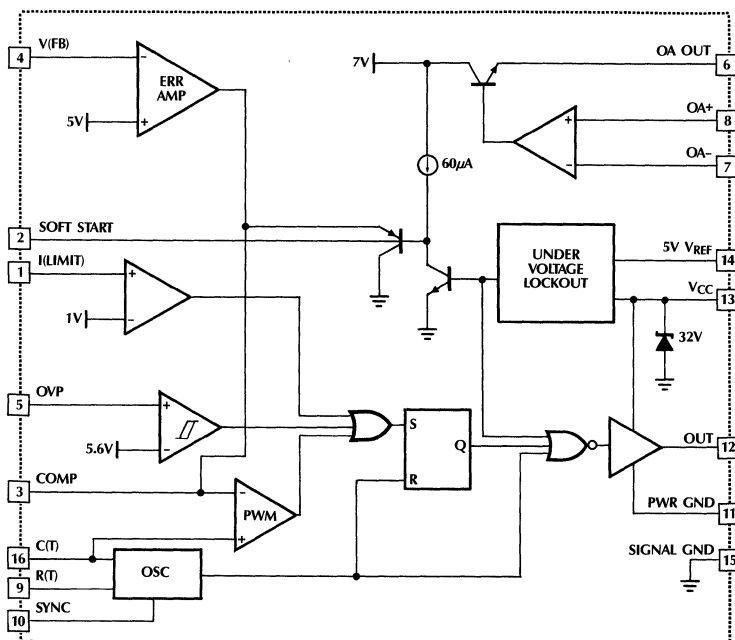 4 V(FB)
ERR
AMP
5V
-
+
7V
OA OUT 6
OA+ 8
OA− 7
+
−
60μA
2 SOFT START
1 I(LIMIT)
+
1V
−
UNDER
VOLTAGE
LOCKOUT
5V VREF 14
VCC 13
32V
5 OVP
+
5.6V
−
S
Q
R
OUT 12
3 COMP
−
PWM
+
PWR GND 11
16 C(T)
SIGNAL GND 15
OSC
9 R(T)
10 SYNC